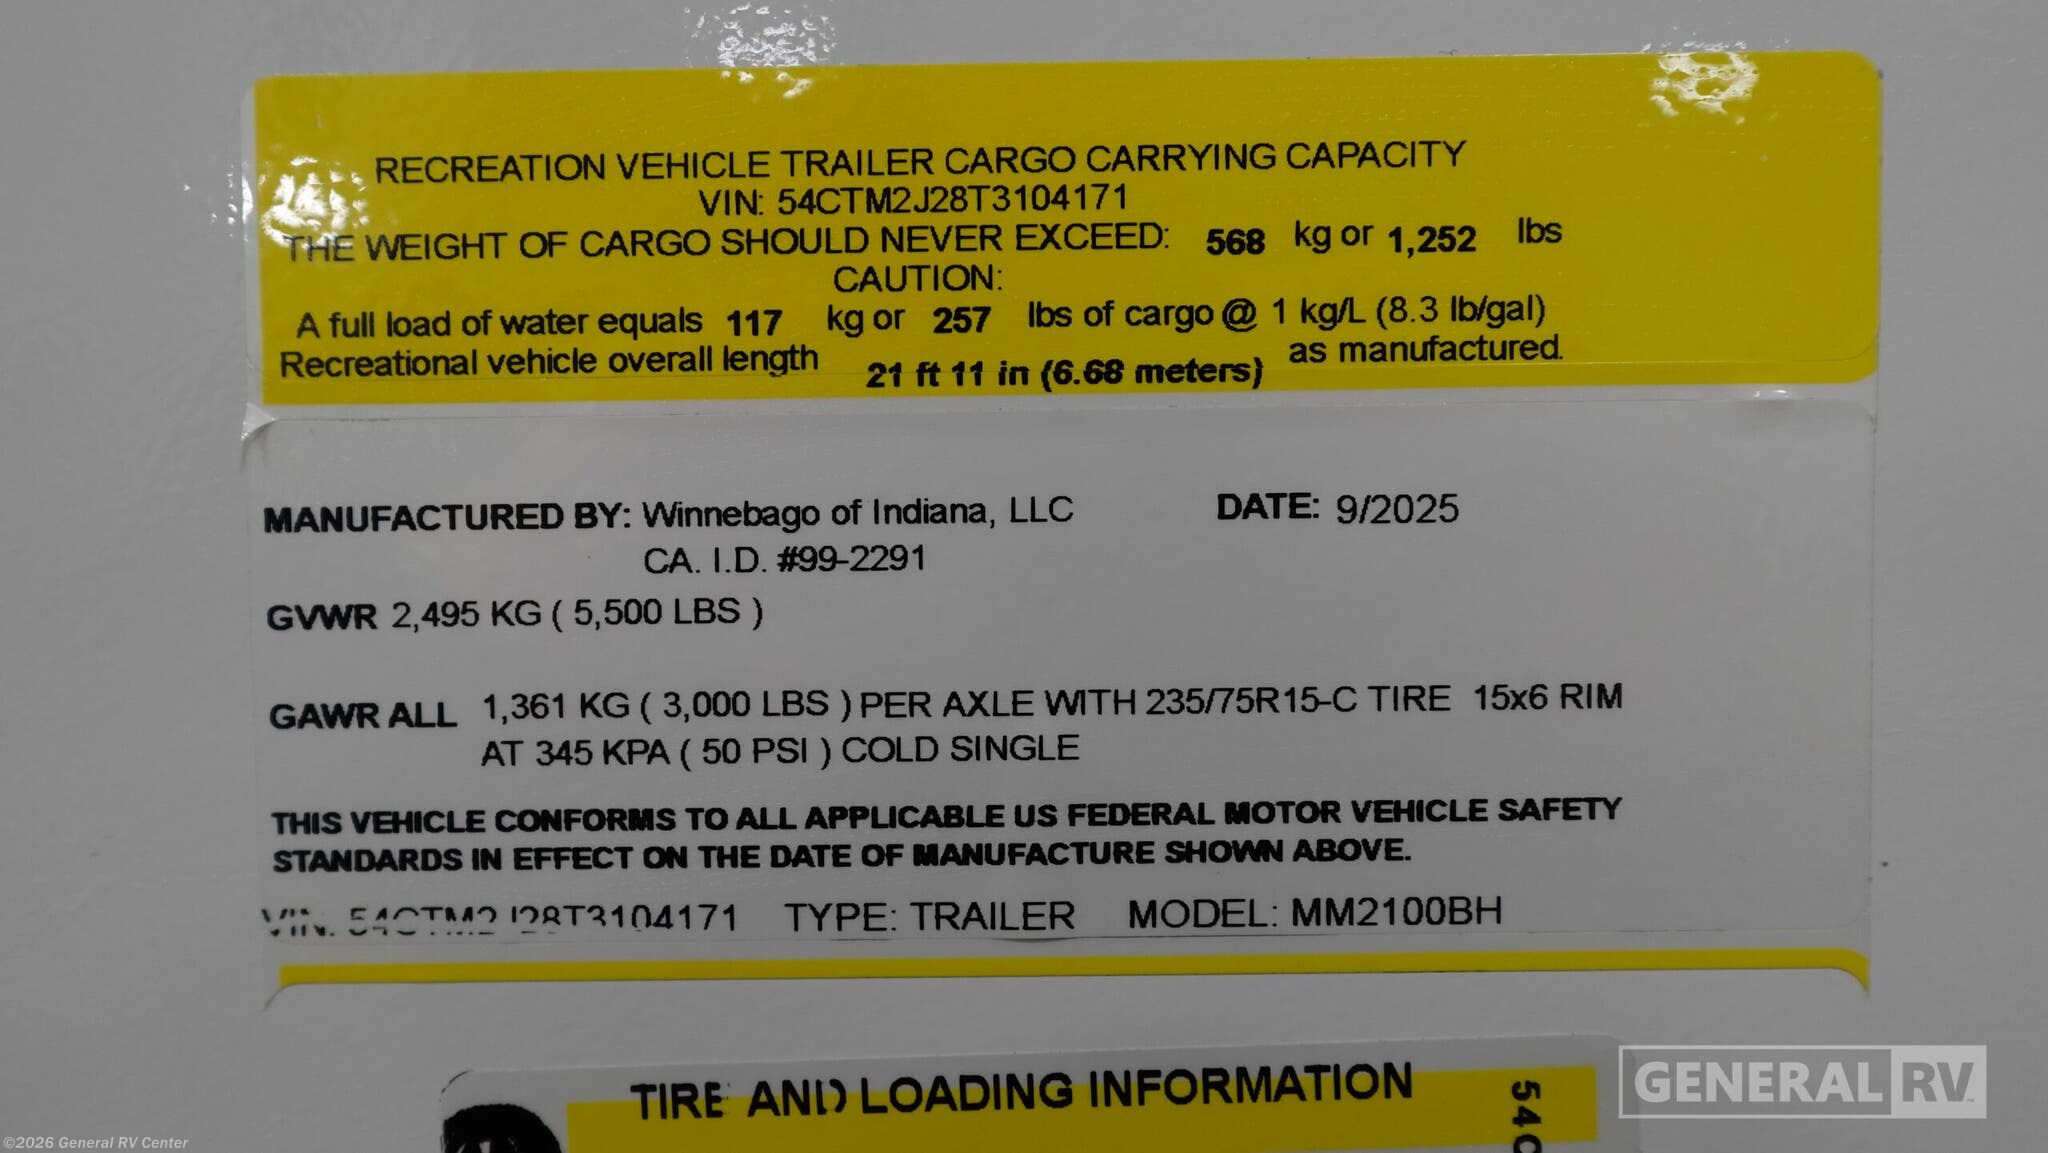 RECREATION VEHICLE TRAILER CARGO CARRYING CAPACITY
VIN: 54CTM2J28T3104171
THE WEIGHT OF CARGO SHOULD NEVER EXCEED: 568 kg or 1,252 lbs
CAUTION:
A full load of water equals 117 kg or 257 lbs of cargo @ 1 kg/L (8.3 lb/gal)
Recreational vehicle overall length 21 ft 11 in (6.68 meters) as manufactured.
MANUFACTURED BY: Winnebago of Indiana, LLC DATE: 9/2025
CA. I.D. #99-2291
GVWR 2,495 KG ( 5,500 LBS )
GAWR ALL 1,361 KG ( 3,000 LBS ) PER AXLE WITH 235/75R15-C TIRE 15x6 RIM
AT 345 KPA ( 50 PSI ) COLD SINGLE
THIS VEHICLE CONFORMS TO ALL APPLICABLE US FEDERAL MOTOR VEHICLE SAFETY
STANDARDS IN EFFECT ON THE DATE OF MANUFACTURE SHOWN ABOVE.
VIN: 54CTM2J28T3104171 TYPE: TRAILER MODEL: MM2100BH
TIRE AND LOADING INFORMATION
54C
GENERAL RV
©2026 General RV Center